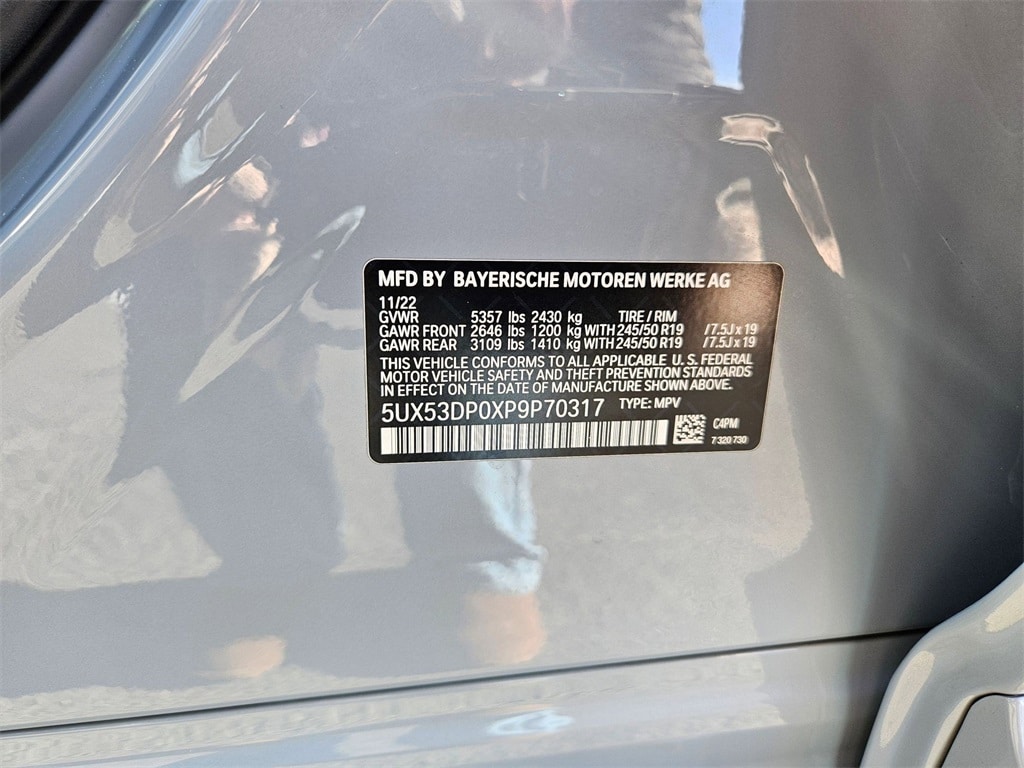 MFD BY BAYERISCHE MOTOREN WERKE AG
11/22
GVWR 5357 lbs 2430 kg TIRE / RIM
GAWR FRONT 2646 lbs 1200 kg WITH 245/50 R19 /7.5J x 19
GAWR REAR 3109 lbs 1410 kg WITH 245/50 R19 /7.5J x 19
THIS VEHICLE CONFORMS TO ALL APPLICABLE U.S. FEDERAL
MOTOR VEHICLE SAFETY AND THEFT PREVENTION STANDARDS
IN EFFECT ON THE DATE OF MANUFACTURE SHOWN ABOVE.
5UX53DP0XP9P70317 TYPE: MPV
C4PM
7 320 730